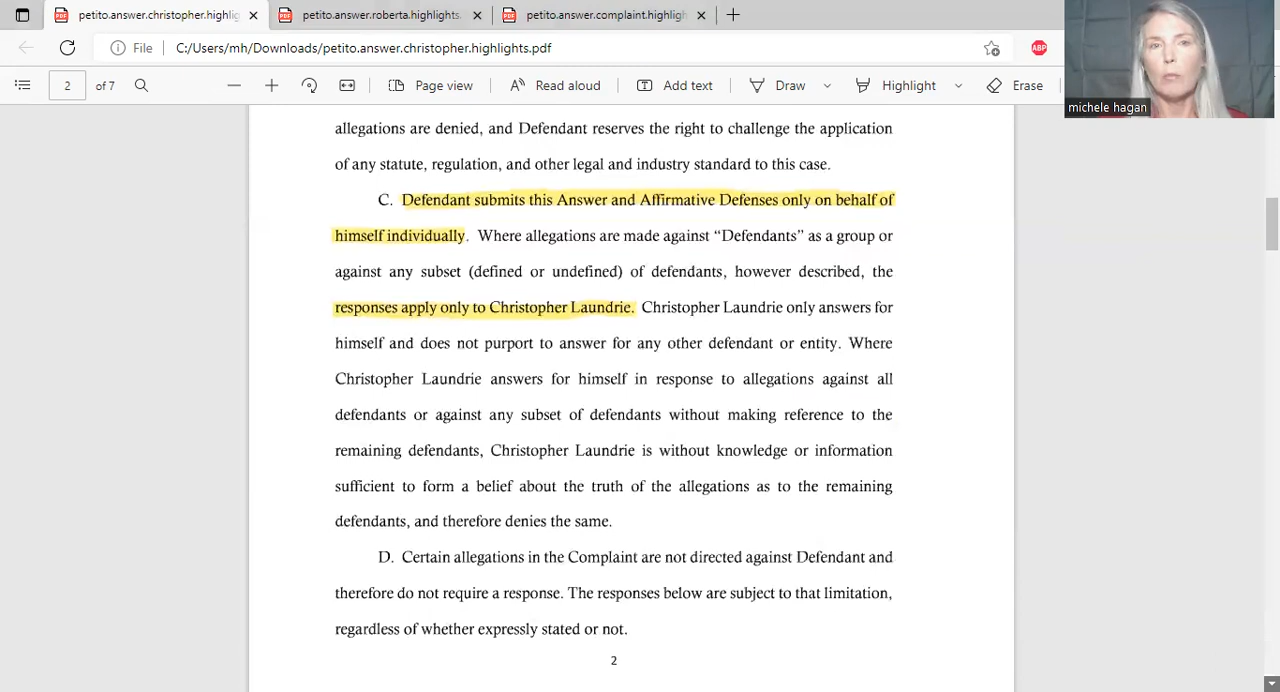 petito.answer.christopher.highlig
petito.answer.roberta.highlights.
petito.answer.complaint.highligh
File
C:/Users/mh/Downloads/petito.answer.christopher.highlights.pdf
ABP
2 of 7
Page view
Read aloud
Add text
Draw
Highlight
Erase
michele hagan
allegations are denied, and Defendant reserves the right to challenge the application
of any statute, regulation, and other legal and industry standard to this case.
C. Defendant submits this Answer and Affirmative Defenses only on behalf of
himself individually. Where allegations are made against “Defendants” as a group or
against any subset (defined or undefined) of defendants, however described, the
responses apply only to Christopher Laundrie. Christopher Laundrie only answers for
himself and does not purport to answer for any other defendant or entity. Where
Christopher Laundrie answers for himself in response to allegations against all
defendants or against any subset of defendants without making reference to the
remaining defendants, Christopher Laundrie is without knowledge or information
sufficient to form a belief about the truth of the allegations as to the remaining
defendants, and therefore denies the same.
D. Certain allegations in the Complaint are not directed against Defendant and
therefore do not require a response. The responses below are subject to that limitation,
regardless of whether expressly stated or not.
2